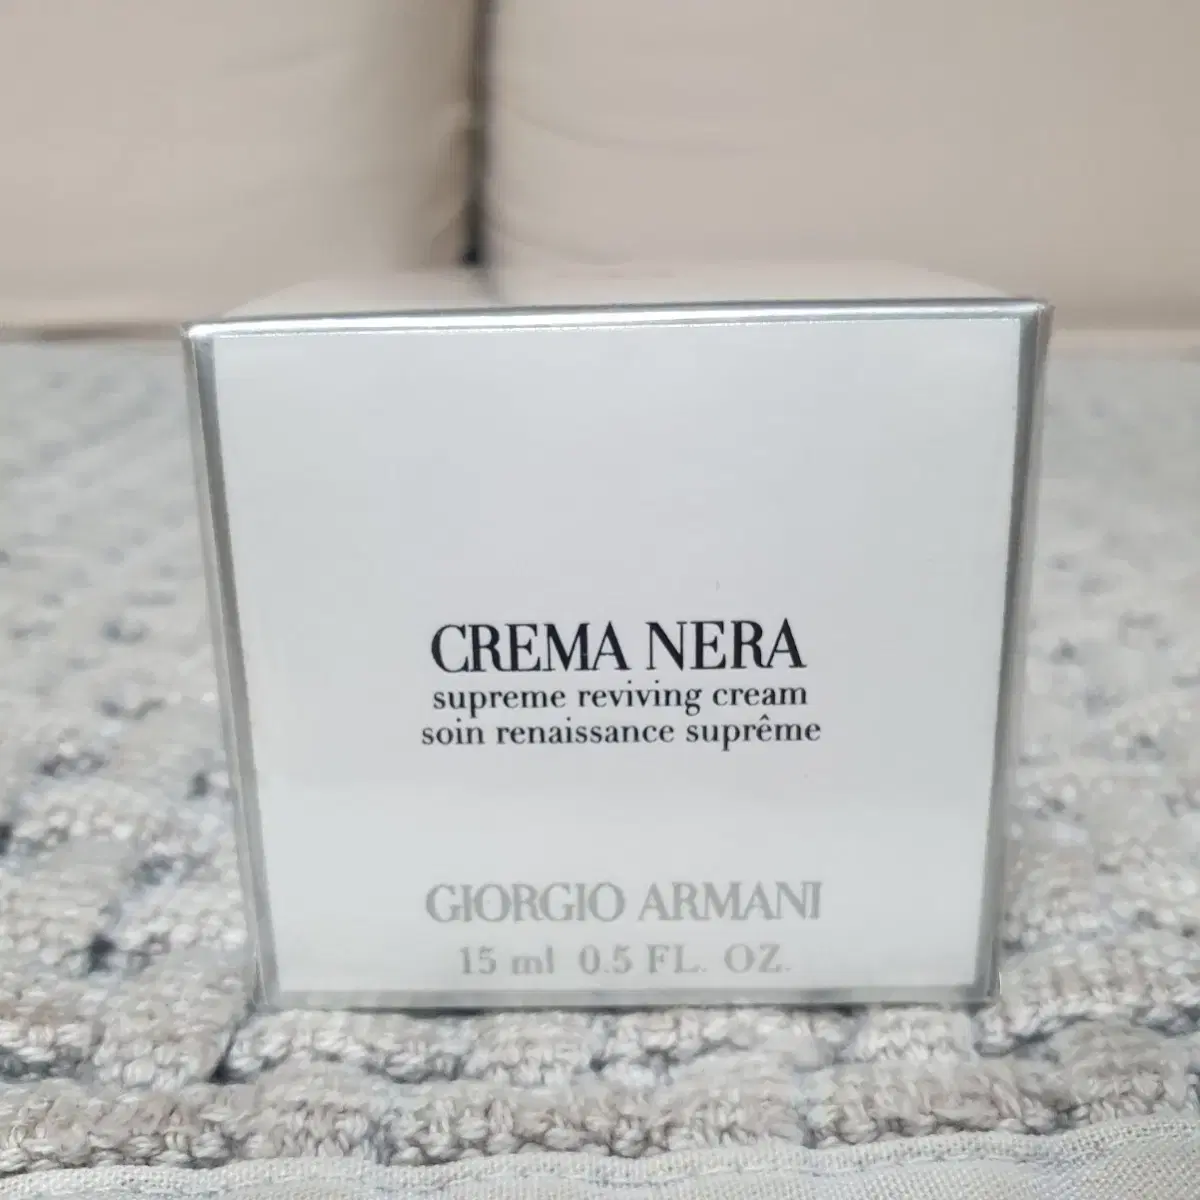 CREMA NERA
supreme reviving cream
soin renaissance suprême
GIORGIO ARMANI
15 ml 0.5 FL. OZ.